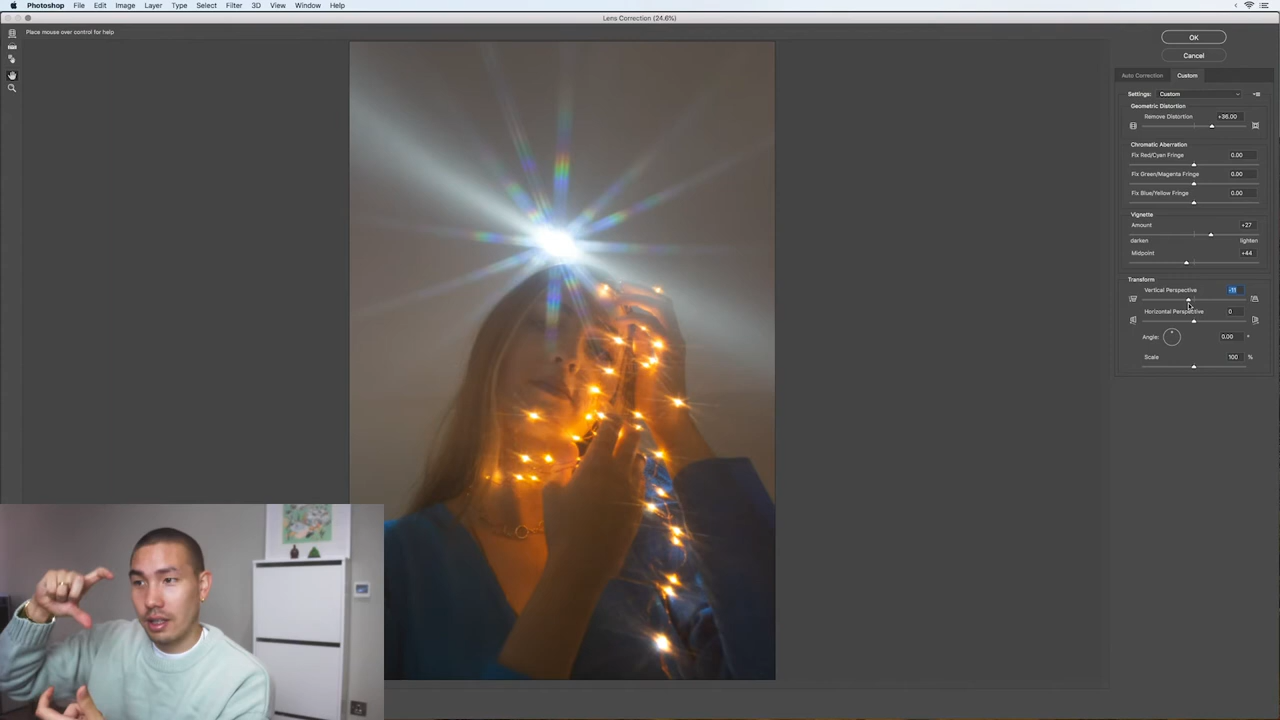 Photoshop File Edit Image Layer Type Select Filter 3D View Window Help
Lens Correction (24.6%)
Place mouse over control for help
OK
Cancel
Auto Correction Custom
Settings: Custom
Geometric Distortion
Remove Distortion +36.00
Chromatic Aberration
Fix Red/Cyan Fringe 0.00
Fix Green/Magenta Fringe 0.00
Fix Blue/Yellow Fringe 0.00
Vignette
Amount +27
darken lighten
Midpoint +44
Transform
Vertical Perspective -11
Horizontal Perspective 0
Angle: 0.00 °
Scale 100 %